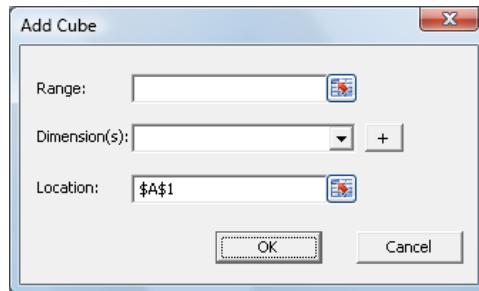 Add Cube
Range:
Dimension(s):
+
Location: $A$1
OK Cancel